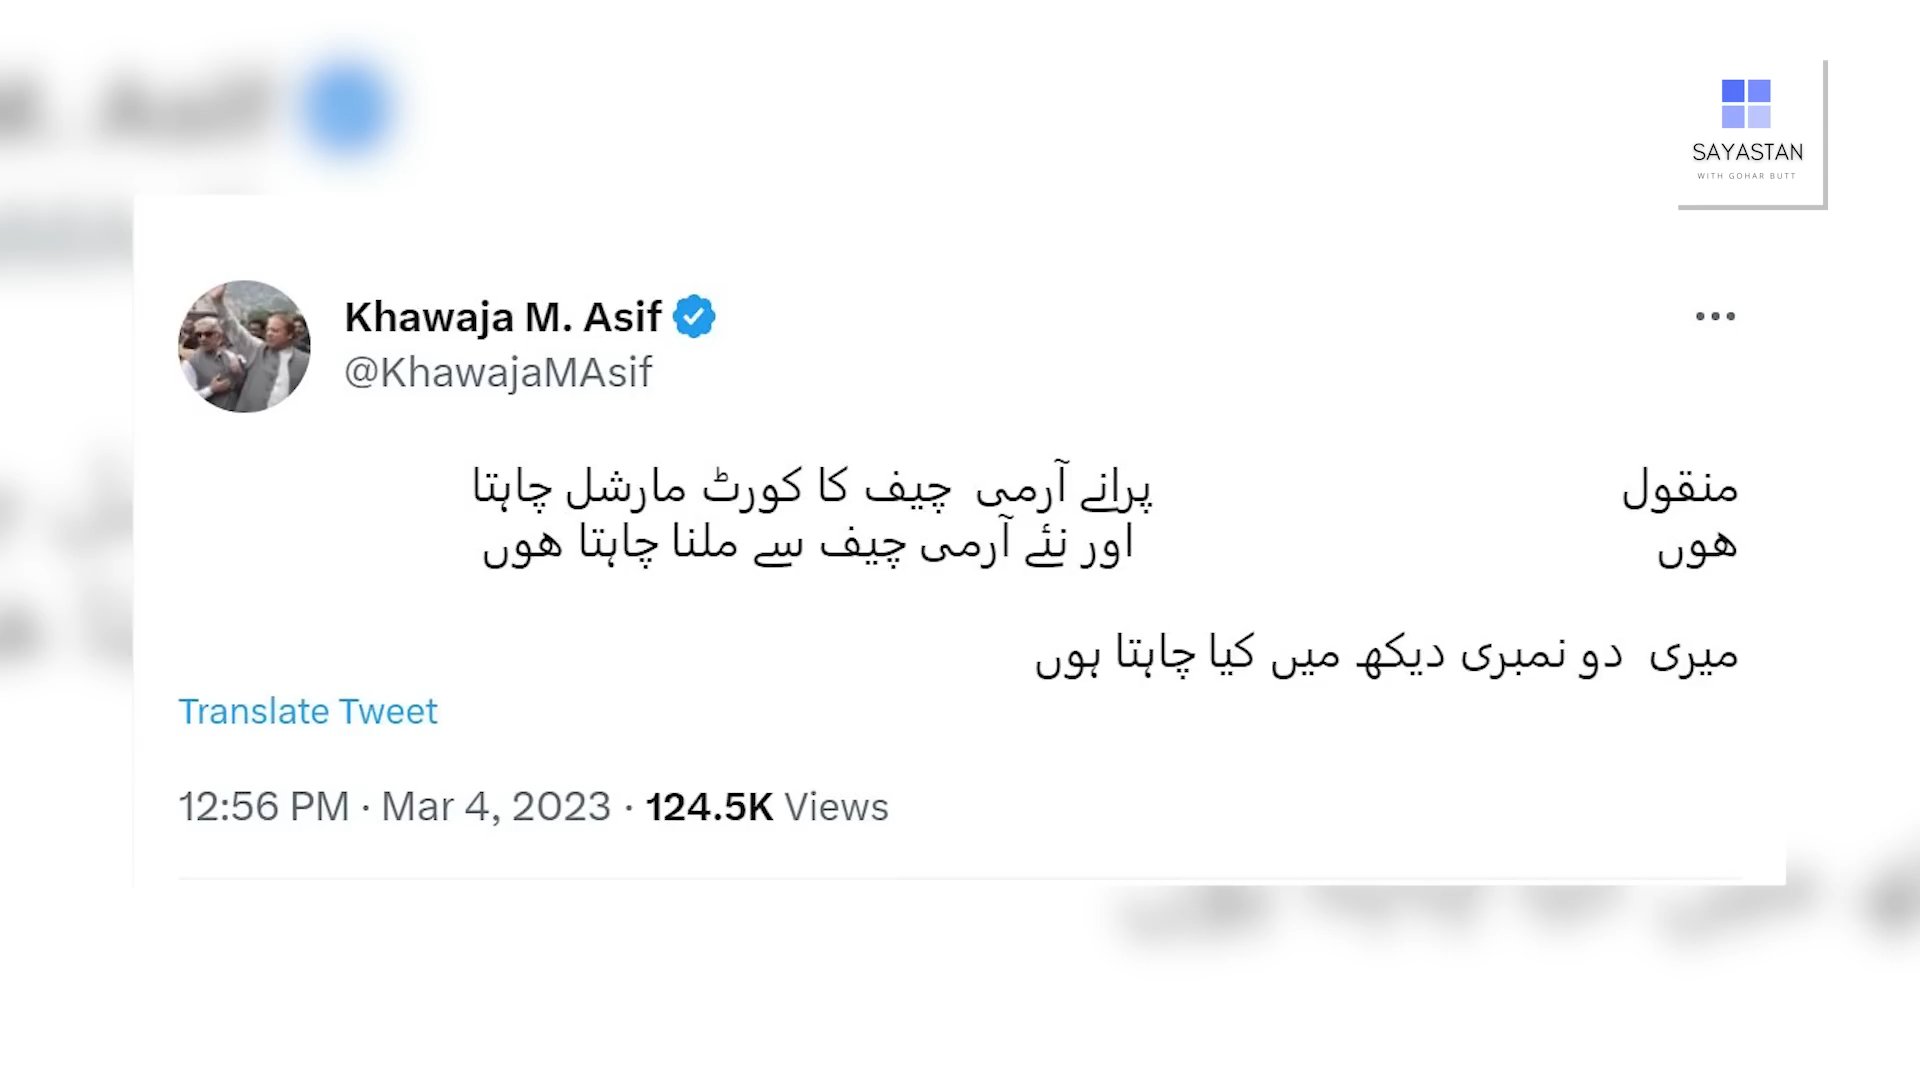 SAYASTAN
WITH GOHAR BUTT
Khawaja M. Asif
@KhawajaMAsif
منقول پرانے آرمی چیف کا کورٹ مارشل چاہتا
ھوں اور نئے آرمی چیف سے ملنا چاہتا ھوں
میری دو نمبری دیکھ میں کیا چاہتا ہوں
Translate Tweet
12:56 PM · Mar 4, 2023 · 124.5K Views